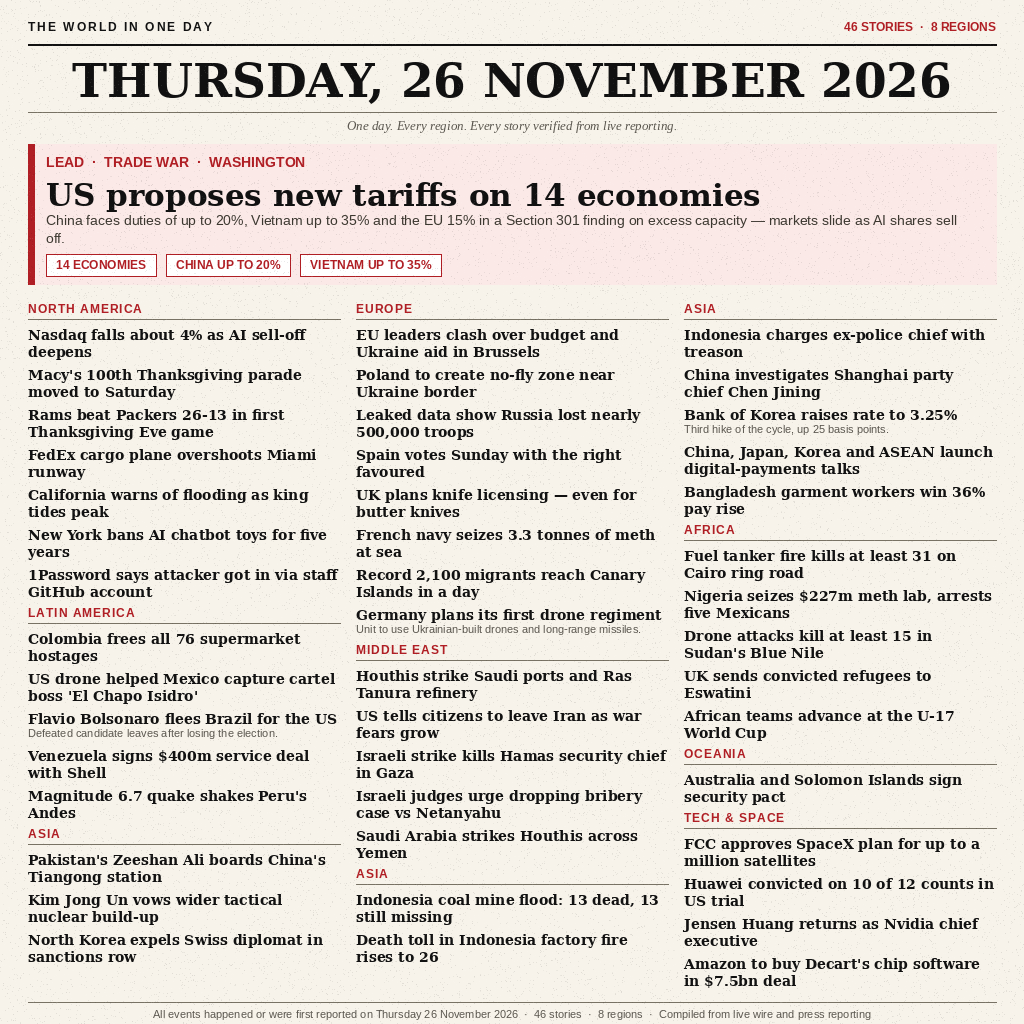 THE WORLD IN ONE DAY
46 STORIES · 8 REGIONS
THURSDAY, 26 NOVEMBER 2026
One day. Every region. Every story verified from live reporting.
LEAD · TRADE WAR · WASHINGTON
US proposes new tariffs on 14 economies
China faces duties of up to 20%, Vietnam up to 35% and the EU 15% in a Section 301 finding on excess capacity — markets slide as AI shares sell
off.
14 ECONOMIES
CHINA UP TO 20%
VIETNAM UP TO 35%
NORTH AMERICA
Nasdaq falls about 4% as AI sell-off
deepens
Macy's 100th Thanksgiving parade
moved to Saturday
Rams beat Packers 26-13 in first
Thanksgiving Eve game
FedEx cargo plane overshoots Miami
runway
California warns of flooding as king
tides peak
New York bans AI chatbot toys for five
years
1Password says attacker got in via staff
GitHub account
LATIN AMERICA
Colombia frees all 76 supermarket
hostages
US drone helped Mexico capture cartel
boss 'El Chapo Isidro'
Flavio Bolsonaro flees Brazil for the US
Defeated candidate leaves after losing the election.
Venezuela signs $400m service deal
with Shell
Magnitude 6.7 quake shakes Peru's
Andes
ASIA
Pakistan's Zeeshan Ali boards China's
Tiangong station
Kim Jong Un vows wider tactical
nuclear build-up
North Korea expels Swiss diplomat in
sanctions row
EUROPE
EU leaders clash over budget and
Ukraine aid in Brussels
Poland to create no-fly zone near
Ukraine border
Leaked data show Russia lost nearly
500,000 troops
Spain votes Sunday with the right
favoured
UK plans knife licensing — even for
butter knives
French navy seizes 3.3 tonnes of meth
at sea
Record 2,100 migrants reach Canary
Islands in a day
Germany plans its first drone regiment
Unit to use Ukrainian-built drones and long-range missiles.
MIDDLE EAST
Houthis strike Saudi ports and Ras
Tanura refinery
US tells citizens to leave Iran as war
fears grow
Israeli strike kills Hamas security chief
in Gaza
Israeli judges urge dropping bribery
case vs Netanyahu
Saudi Arabia strikes Houthis across
Yemen
ASIA
Indonesia coal mine flood: 13 dead, 13
still missing
Death toll in Indonesia factory fire
rises to 26
ASIA
Indonesia charges ex-police chief with
treason
China investigates Shanghai party
chief Chen Jining
Bank of Korea raises rate to 3.25%
Third hike of the cycle, up 25 basis points.
China, Japan, Korea and ASEAN launch
digital-payments talks
Bangladesh garment workers win 36%
pay rise
AFRICA
Fuel tanker fire kills at least 31 on
Cairo ring road
Nigeria seizes $227m meth lab, arrests
five Mexicans
Drone attacks kill at least 15 in
Sudan's Blue Nile
UK sends convicted refugees to
Eswatini
African teams advance at the U-17
World Cup
OCEANIA
Australia and Solomon Islands sign
security pact
TECH & SPACE
FCC approves SpaceX plan for up to a
million satellites
Huawei convicted on 10 of 12 counts in
US trial
Jensen Huang returns as Nvidia chief
executive
Amazon to buy Decart's chip software
in $7.5bn deal
All events happened or were first reported on Thursday 26 November 2026 · 46 stories · 8 regions · Compiled from live wire and press reporting